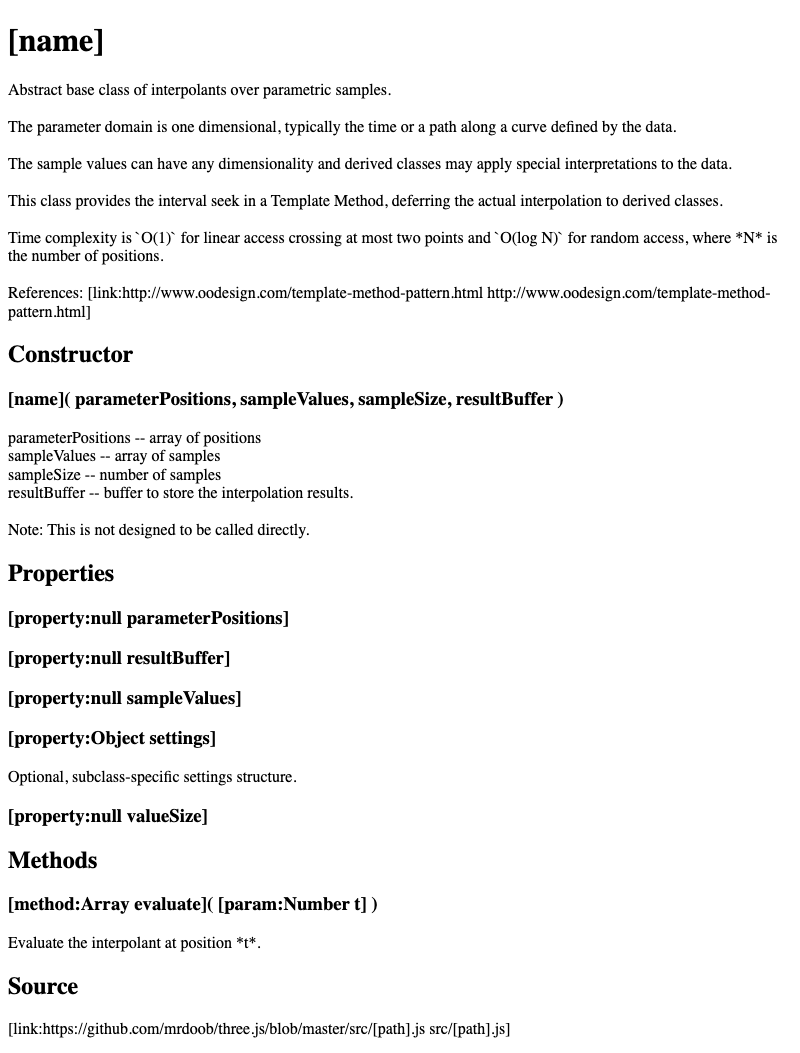 [name]
Abstract base class of interpolants over parametric samples.
The parameter domain is one dimensional, typically the time or a path along a curve defined by the data.
The sample values can have any dimensionality and derived classes may apply special interpretations to the data.
This class provides the interval seek in a Template Method, deferring the actual interpolation to derived classes.
Time complexity is `O(1)` for linear access crossing at most two points and `O(log N)` for random access, where *N* is
the number of positions.
References: [link:http://www.oodesign.com/template-method-pattern.html http://www.oodesign.com/template-method-
pattern.html]
Constructor
[name]( parameterPositions, sampleValues, sampleSize, resultBuffer )
parameterPositions -- array of positions
sampleValues -- array of samples
sampleSize -- number of samples
resultBuffer -- buffer to store the interpolation results.
Note: This is not designed to be called directly.
Properties
[property:null parameterPositions]
[property:null resultBuffer]
[property:null sampleValues]
[property:Object settings]
Optional, subclass-specific settings structure.
[property:null valueSize]
Methods
[method:Array evaluate]( [param:Number t] )
Evaluate the interpolant at position *t*.
Source
[link:https://github.com/mrdoob/three.js/blob/master/src/[path].js src/[path].js]